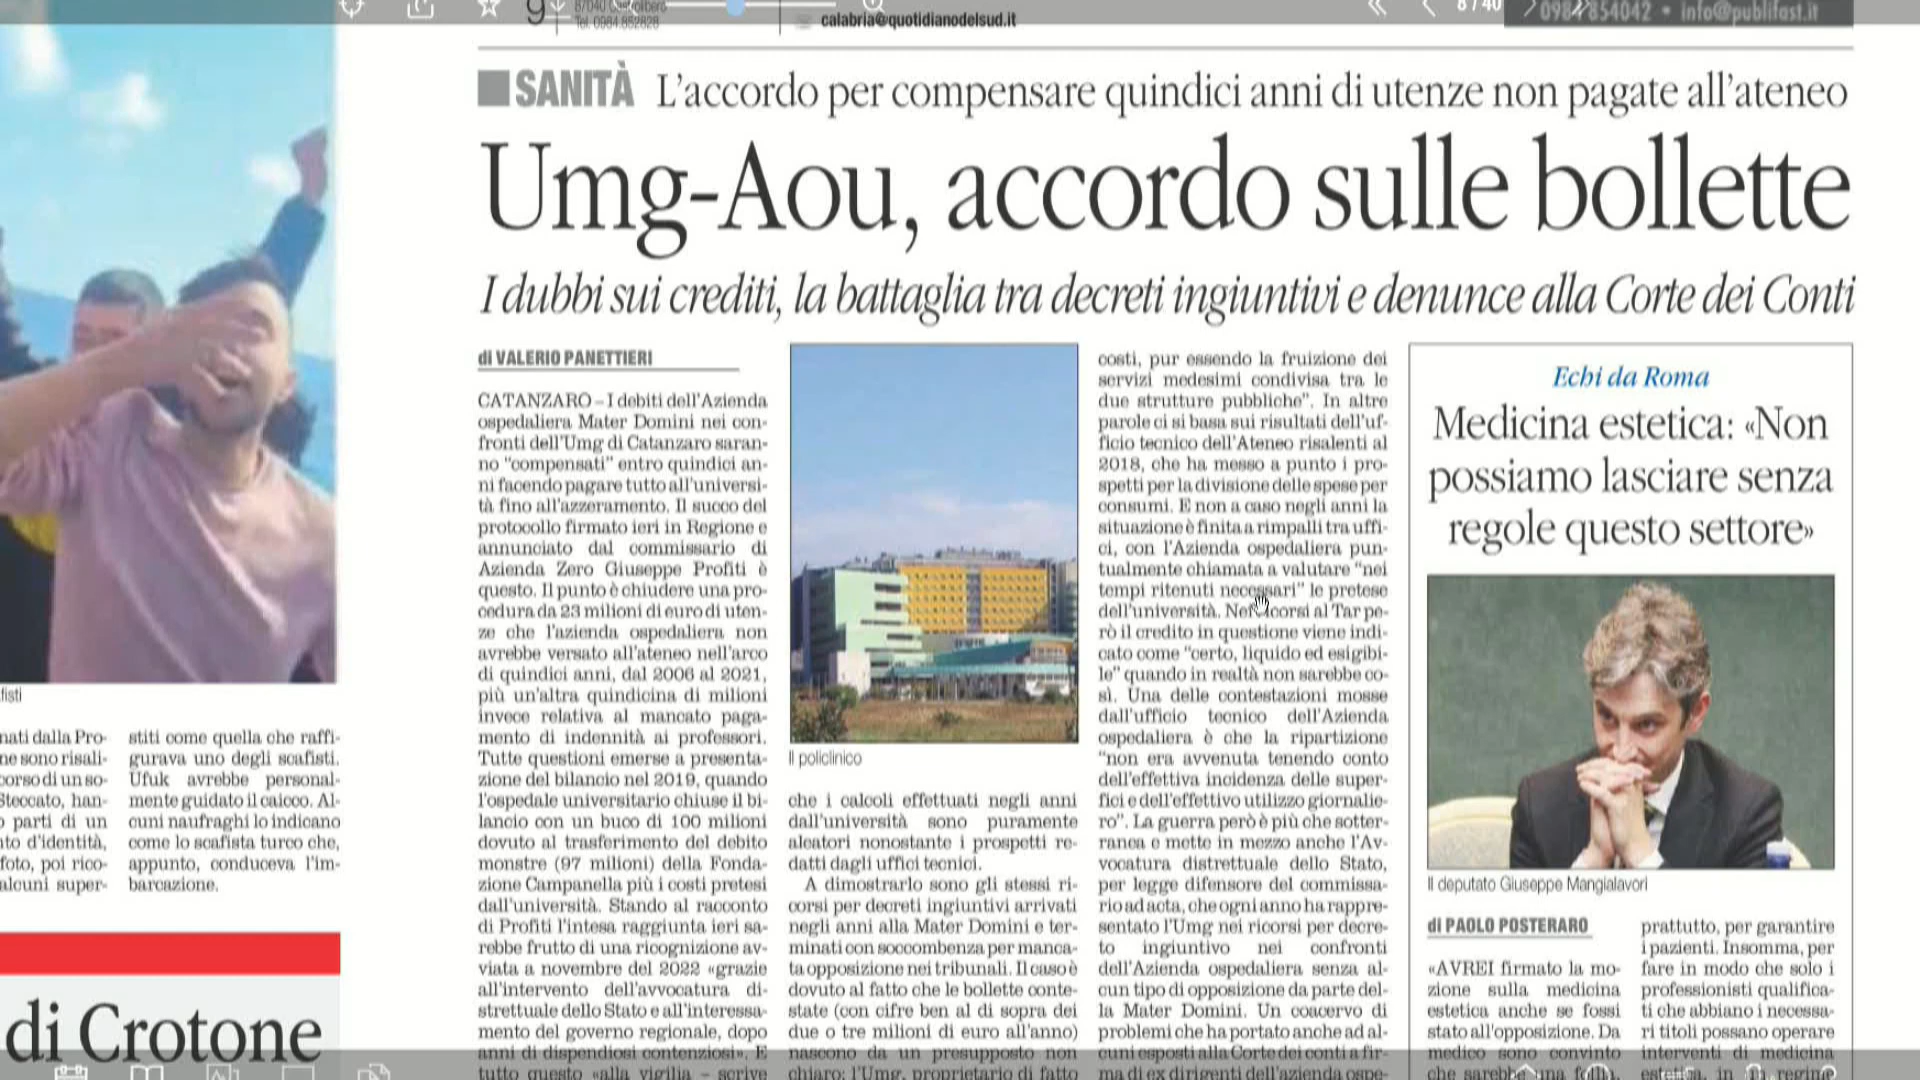 87040 Castrolibero
Tel. 0984.852828
calabria@quotidianodelsud.it
8 / 40
0984 854042 • info@publifast.it
SANITÀ L'accordo per compensare quindici anni di utenze non pagate all'ateneo
Umg-Aou, accordo sulle bollette
I dubbi sui crediti, la battaglia tra decreti ingiuntivi e denunce alla Corte dei Conti
di VALERIO PANETTIERI
CATANZARO – I debiti dell'Azienda
ospedaliera Mater Domini nei con-
fronti dell'Umg di Catanzaro saran-
no "compensati" entro quindici an-
ni facendo pagare tutto all'universi-
tà fino all'azzeramento. Il succo del
protocollo firmato ieri in Regione e
annunciato dal commissario di
Azienda Zero Giuseppe Profiti è
questo. Il punto è chiudere una pro-
cedura da 23 milioni di euro di uten-
ze che l'azienda ospedaliera non
avrebbe versato all'ateneo nell'arco
di quindici anni, dal 2006 al 2021,
più un'altra quindicina di milioni
invece relativa al mancato paga-
mento di indennità ai professori.
Tutte questioni emerse a presenta-
zione del bilancio nel 2019, quando
l'ospedale universitario chiuse il bi-
lancio con un buco di 100 milioni
dovuto al trasferimento del debito
monstre (97 milioni) della Fonda-
zione Campanella più i costi pretesi
dall'università. Stando al racconto
di Profiti l'intesa raggiunta ieri sa-
rebbe frutto di una ricognizione av-
viata a novembre del 2022 «grazie
all'intervento dell'avvocatura di-
strettuale dello Stato e all'interessa-
mento del governo regionale, dopo
anni di dispendiosi contenziosi». E
tutto questo «alla vigilia – scrive
Il policlinico
che i calcoli effettuati negli anni
dall'università sono puramente
aleatori nonostante i prospetti re-
datti dagli uffici tecnici.
A dimostrarlo sono gli stessi ri-
corsi per decreti ingiuntivi arrivati
negli anni alla Mater Domini e ter-
minati con soccombenza per manca-
ta opposizione nei tribunali. Il caso è
dovuto al fatto che le bollette conte-
state (con cifre ben al di sopra dei
due o tre milioni di euro all'anno)
nascono da un presupposto non
chiaro: l'Umg, proprietario di fatto
costi, pur essendo la fruizione dei
servizi medesimi condivisa tra le
due strutture pubbliche". In altre
parole ci si basa sui risultati dell'uf-
ficio tecnico dell'Ateneo risalenti al
2018, che ha messo a punto i pro-
spetti per la divisione delle spese per
consumi. E non a caso negli anni la
situazione è finita a rimpalli tra uffi-
ci, con l'Azienda ospedaliera pun-
tualmente chiamata a valutare "nei
tempi ritenuti necessari" le pretese
dell'università. Nei ricorsi al Tar pe-
rò il credito in questione viene indi-
cato come "certo, liquido ed esigibi-
le" quando in realtà non sarebbe co-
sì. Una delle contestazioni mosse
dall'ufficio tecnico dell'Azienda
ospedaliera è che la ripartizione
"non era avvenuta tenendo conto
dell'effettiva incidenza delle super-
fici e dell'effettivo utilizzo giornalie-
ro". La guerra però è più che sotter-
ranea e mette in mezzo anche l'Av-
vocatura distrettuale dello Stato,
per legge difensore del commissa-
rio ad acta, che ogni anno ha rappre-
sentato l'Umg nei ricorsi per decre-
to ingiuntivo nei confronti
dell'Azienda ospedaliera senza al-
cun tipo di opposizione da parte del-
la Mater Domini. Un coacervo di
problemi che ha portato anche ad al-
cuni esposti alla Corte dei conti a fir-
ma di ex dirigenti dell'azienda ospe-
Echi da Roma
Medicina estetica: «Non
possiamo lasciare senza
regole questo settore»
Il deputato Giuseppe Mangialavori
di PAOLO POSTERARO
«AVREI firmato la mo-
zione sulla medicina
estetica anche se fossi
stato all'opposizione. Da
medico sono convinto
che sarebbe una follia
prattutto, per garantire
i pazienti. Insomma, per
fare in modo che solo i
professionisti qualifica-
ti che abbiano i necessa-
ri titoli possano operare
interventi di medicina
estetica, in un regime
fisti
nati dalla Pro-
ne sono risali-
corso di un so-
Steccato, han-
o parti di un
to d'identità,
foto, poi rico-
alcuni super-
stiti come quella che raffi-
gurava uno degli scafisti.
Ufuk avrebbe personal-
mente guidato il caicco. Al-
cuni naufraghi lo indicano
come lo scafista turco che,
appunto, conduceva l'im-
barcazione.
di Crotone